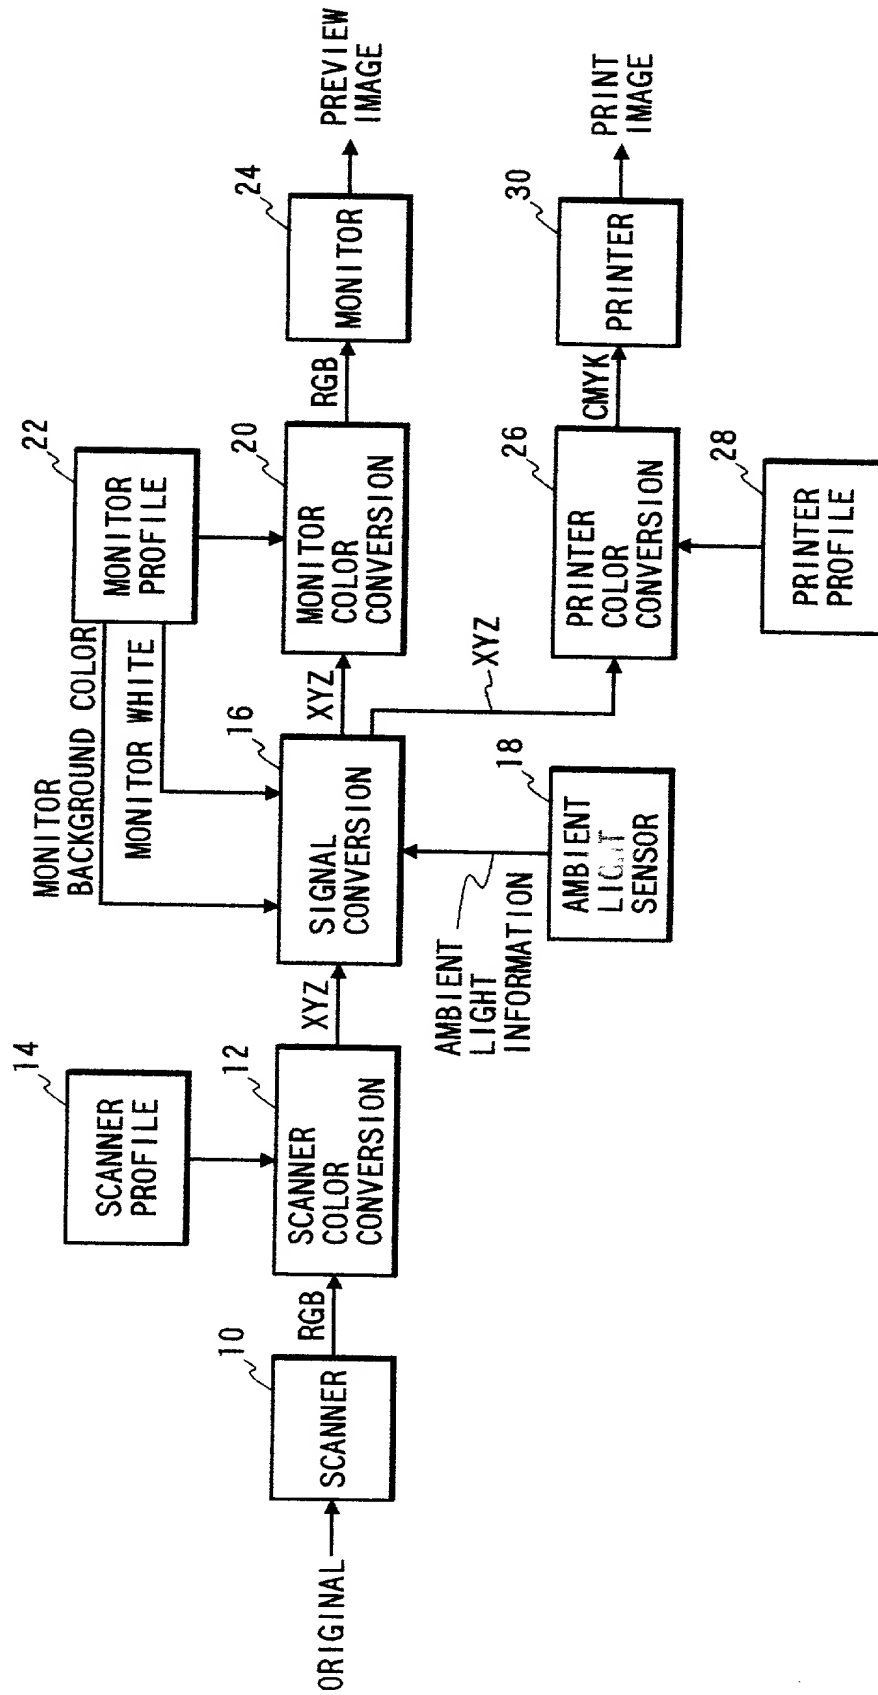 ORIGINAL
10
SCANNER
RGB
14
SCANNER
PROFILE
12
SCANNER
COLOR
CONVERSION
XYZ
MONITOR
BACKGROUND COLOR
MONITOR WHITE
16
SIGNAL
CONVERSION
AMBIENT
LIGHT
INFORMATION
18
AMBIENT
LIGHT
SENSOR
XYZ
XYZ
22
MONITOR
PROFILE
20
MONITOR
COLOR
CONVERSION
RGB
24
MONITOR
PREVIEW
IMAGE
26
PRINTER
COLOR
CONVERSION
28
PRINTER
PROFILE
CMYK
30
PRINTER
PRINT
IMAGE